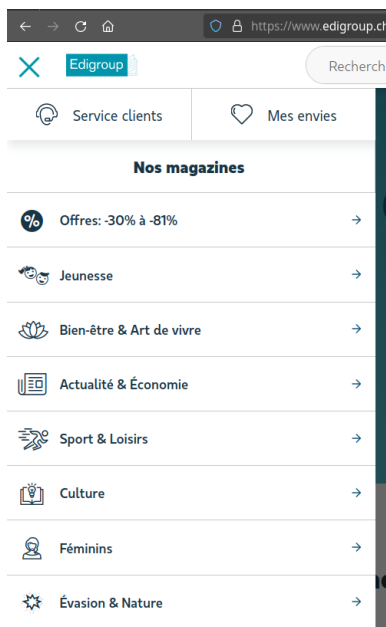 https://www.edigroup.ch
Edigroup
Recherch
Service clients
Mes envies
Nos magazines
% Offres: -30% à -81%
Jeunesse
Bien-être & Art de vivre
Actualité & Économie
Sport & Loisirs
Culture
Féminins
Évasion & Nature